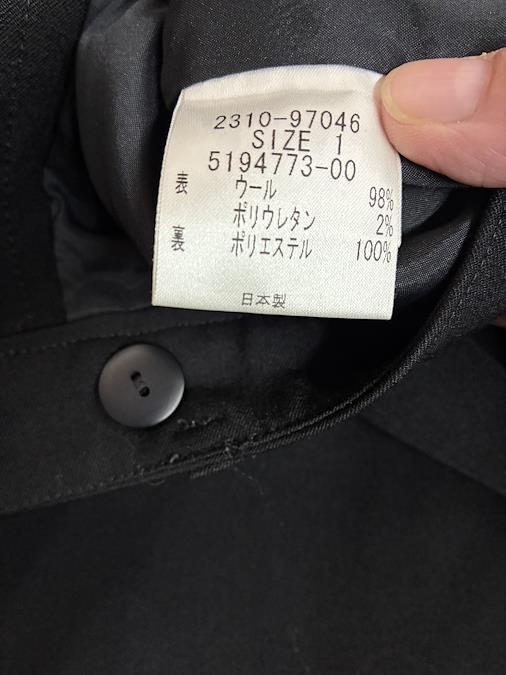 2310-97046
SIZE 1
5194773-00
表 ウール 98%
ポリウレタン 2%
裏 ポリエステル 100%
日本製